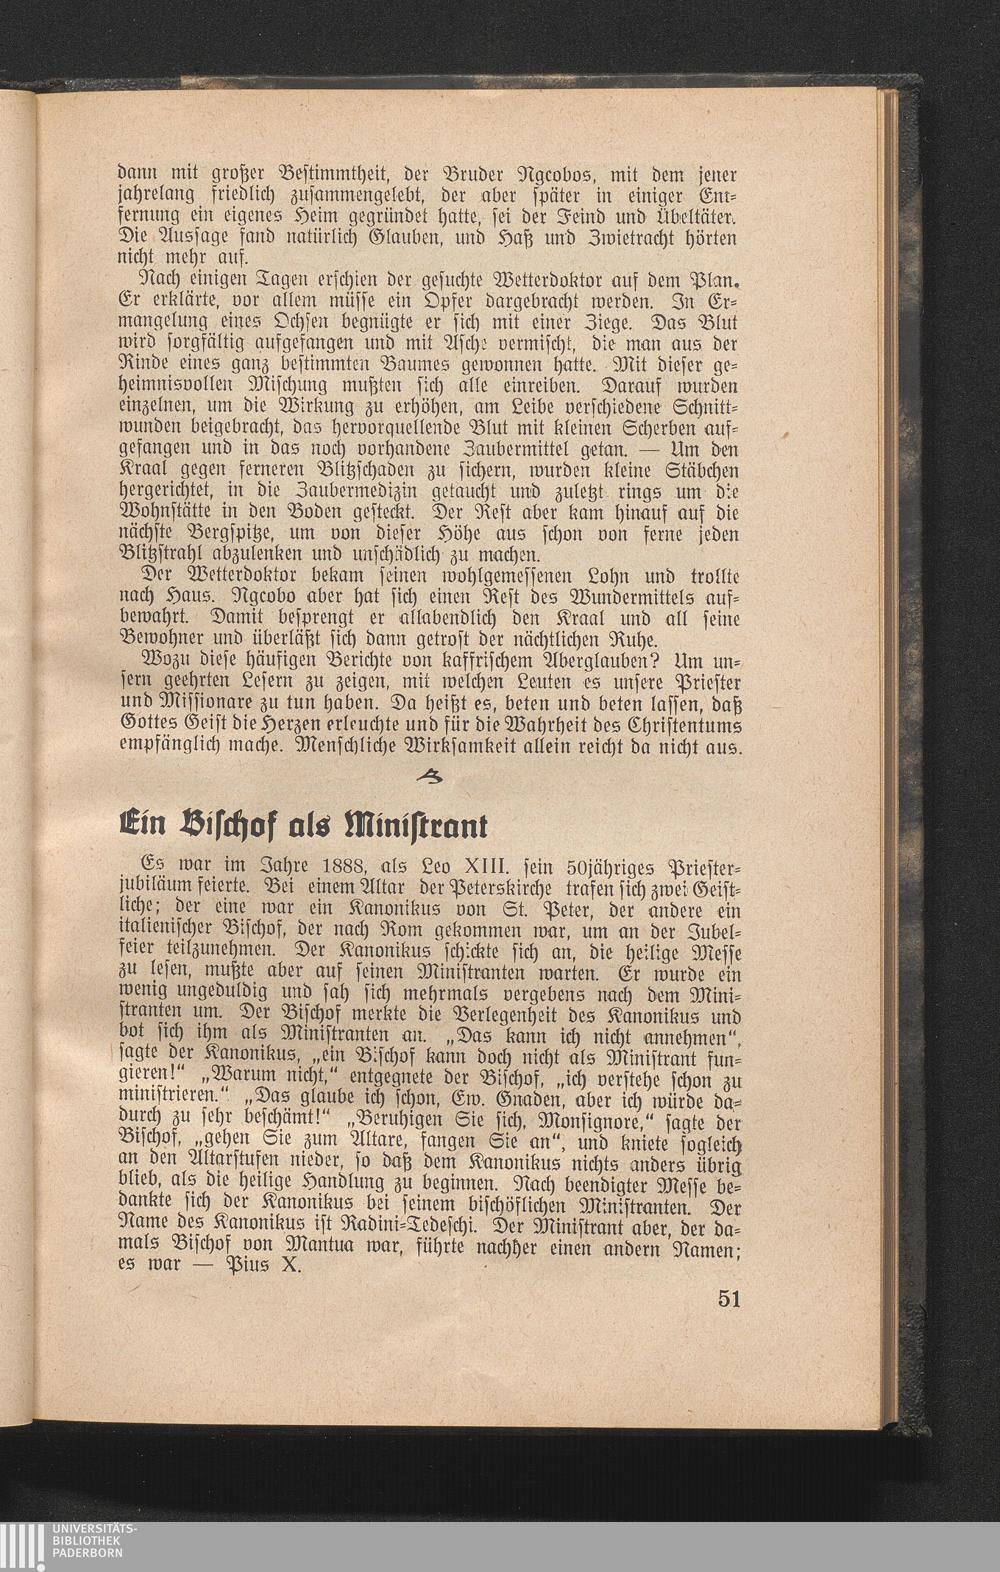 dann mit großer Bestimmtheit, der Bruder Ngcobos, mit dem jener
jahrelang friedlich zusammengelebt, der aber später in einiger Ent-
fernung ein eigenes Heim gegründet hatte, sei der Feind und Übeltäter.
Die Aussage fand natürlich Glauben, und Haß und Zwietracht hörten
nicht mehr auf.
Nach einigen Tagen erschien der gesuchte Wetterdoktor auf dem Plan.
Er erklärte, vor allem müsse ein Opfer dargebracht werden. In Er-
mangelung eines Ochsen begnügte er sich mit einer Ziege. Das Blut
wird sorgfältig aufgefangen und mit Asche vermischt, die man aus der
Rinde eines ganz bestimmten Baumes gewonnen hatte. Mit dieser ge-
heimnisvollen Mischung mußten sich alle einreiben. Darauf wurden
einzelnen, um die Wirkung zu erhöhen, am Leibe verschiedene Schnitt-
wunden beigebracht, das hervorquellende Blut mit kleinen Scherben auf-
gefangen und in das noch vorhandene Zaubermittel getan. — Um den
Kraal gegen ferneren Blitzschaden zu sichern, wurden kleine Stäbchen
hergerichtet, in die Zaubermedizin getaucht und zuletzt rings um die
Wohnstätte in den Boden gesteckt. Der Rest aber kam hinauf auf die
nächste Bergspitze, um von dieser Höhe aus schon von ferne jeden
Blitzstrahl abzulenken und unschädlich zu machen.
Der Wetterdoktor bekam seinen wohlgemessenen Lohn und trollte
nach Haus. Ngcobo aber hat sich einen Rest des Wundermittels auf-
bewahrt. Damit besprengt er allabendlich den Kraal und all seine
Bewohner und überläßt sich dann getrost der nächtlichen Ruhe.
Wozu diese häufigen Berichte von kaffrischem Aberglauben? Um un-
sern geehrten Lesern zu zeigen, mit welchen Leuten es unsere Priester
und Missionare zu tun haben. Da heißt es, beten und beten lassen, daß
Gottes Geist die Herzen erleuchte und für die Wahrheit des Christentums
empfänglich mache. Menschliche Wirksamkeit allein reicht da nicht aus.
Ein Bischof als Ministrant
Es war im Jahre 1888, als Leo XIII. sein 50jähriges Priester-
jubiläum feierte. Bei einem Altar der Peterskirche trafen sich zwei Geist-
liche; der eine war ein Kanonikus von St. Peter, der andere ein
italienischer Bischof, der nach Rom gekommen war, um an der Jubel-
feier teilzunehmen. Der Kanonikus schickte sich an, die heilige Messe
zu lesen, mußte aber auf seinen Ministranten warten. Er wurde ein
wenig ungeduldig und sah sich mehrmals vergebens nach dem Mini-
stranten um. Der Bischof merkte die Verlegenheit des Kanonikus und
bot sich ihm als Ministranten an. „Das kann ich nicht annehmen“,
sagte der Kanonikus, „ein Bischof kann doch nicht als Ministrant fun-
gieren!“ „Warum nicht,“ entgegnete der Bischof, „ich verstehe schon zu
ministrieren.“ „Das glaube ich schon, Ew. Gnaden, aber ich würde da-
durch zu sehr beschämt!“ „Beruhigen Sie sich, Monsignore,“ sagte der
Bischof, „gehen Sie zum Altare, fangen Sie an“, und kniete sogleich
an den Altarstufen nieder, so daß dem Kanonikus nichts anders übrig
blieb, als die heilige Handlung zu beginnen. Nach beendigter Messe be-
dankte sich der Kanonikus bei seinem bischöflichen Ministranten. Der
Name des Kanonikus ist Radini-Tedeschi. Der Ministrant aber, der da-
mals Bischof von Mantua war, führte nachher einen andern Namen;
es war — Pius X.
51
UNIVERSITÄTS-
BIBLIOTHEK
PADERBORN